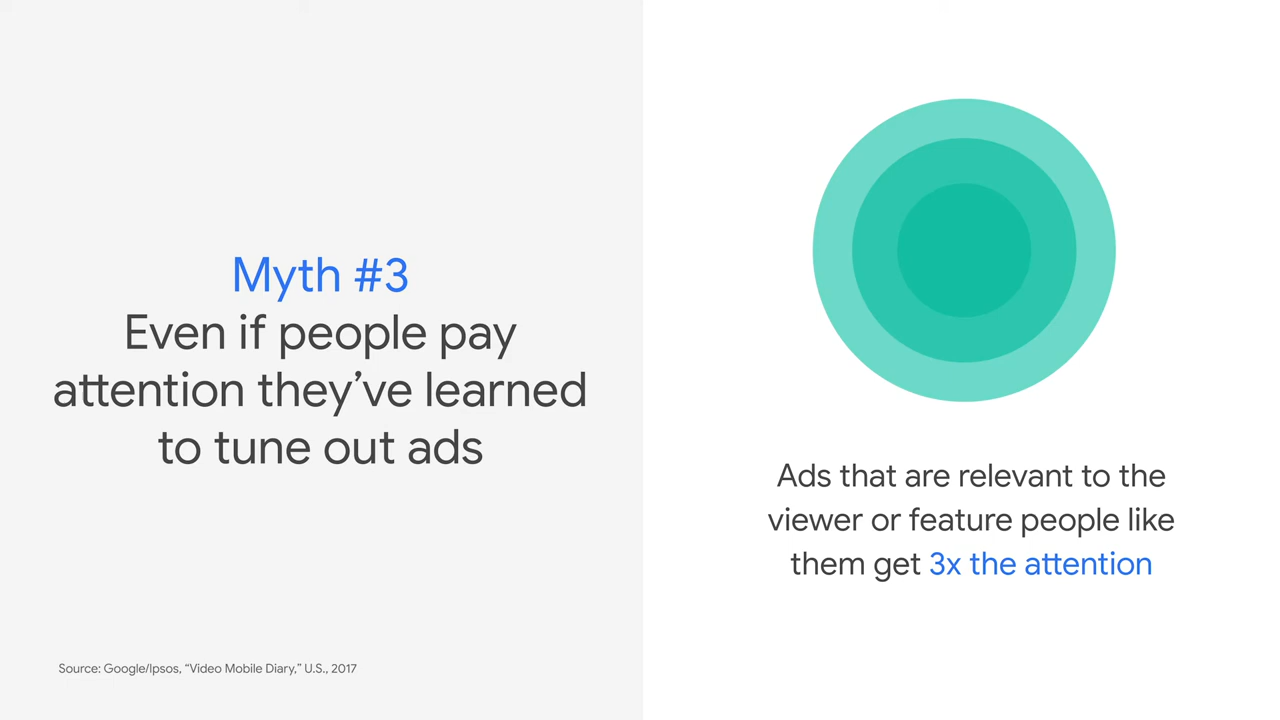 Myth #3
Even if people pay
attention they’ve learned
to tune out ads
Source: Google/Ipsos, “Video Mobile Diary,” U.S., 2017
Ads that are relevant to the
viewer or feature people like
them get 3x the attention